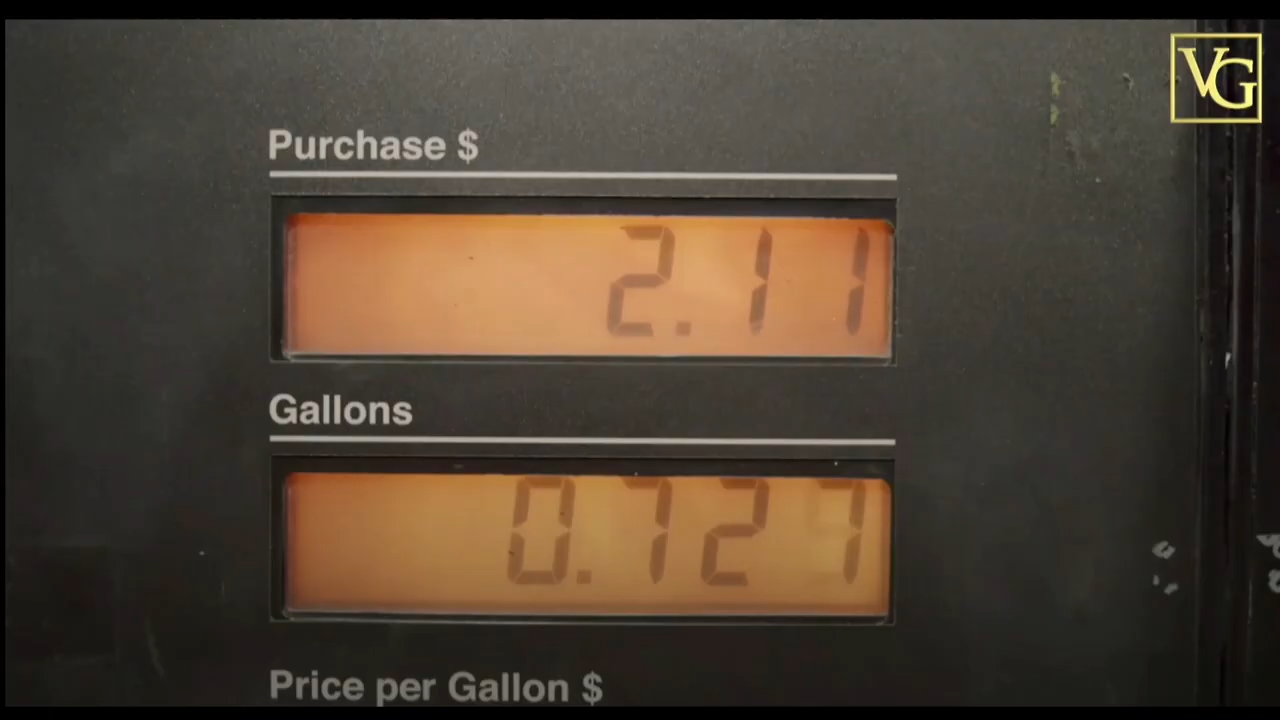 VG
Purchase $
2.11
Gallons
0.727
Price per Gallon $